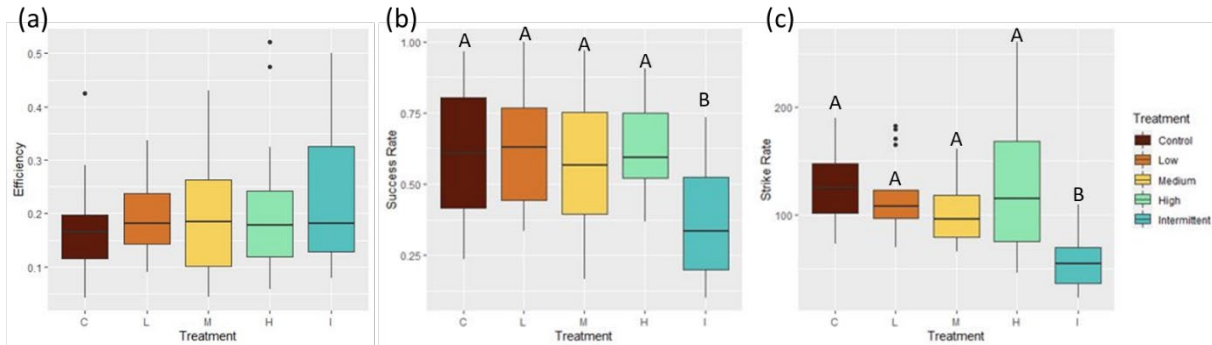 (a)
Efficiency
0.5
0.4
0.3
0.2
0.1
C L M H I
Treatment
(b)
Success Rate
1.00
0.75
0.50
0.25
A A A A B
C L M H I
Treatment
(c)
Strike Rate
200
100
A A A A B
C L M H I
Treatment
Treatment
Control
Low
Medium
High
Intermittent